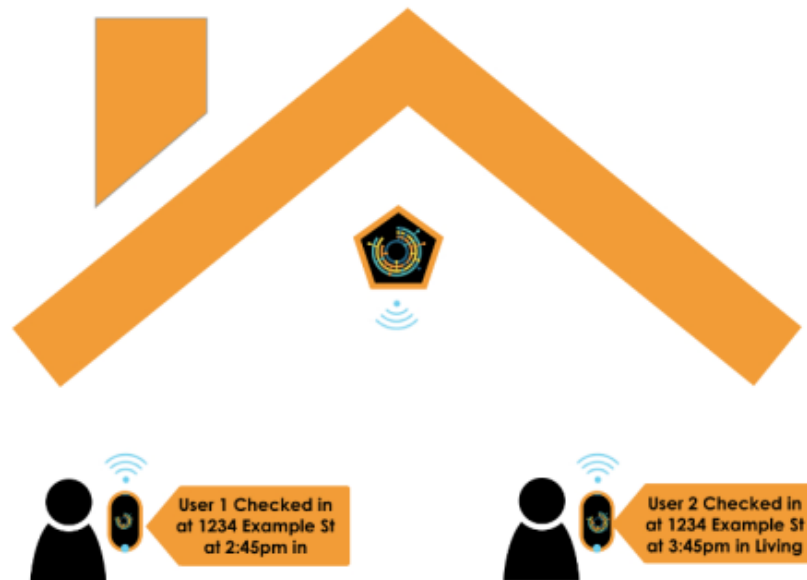 User 1 Checked in
at 1234 Example St
at 2:45pm in
User 2 Checked in
at 1234 Example St
at 3:45pm in Living